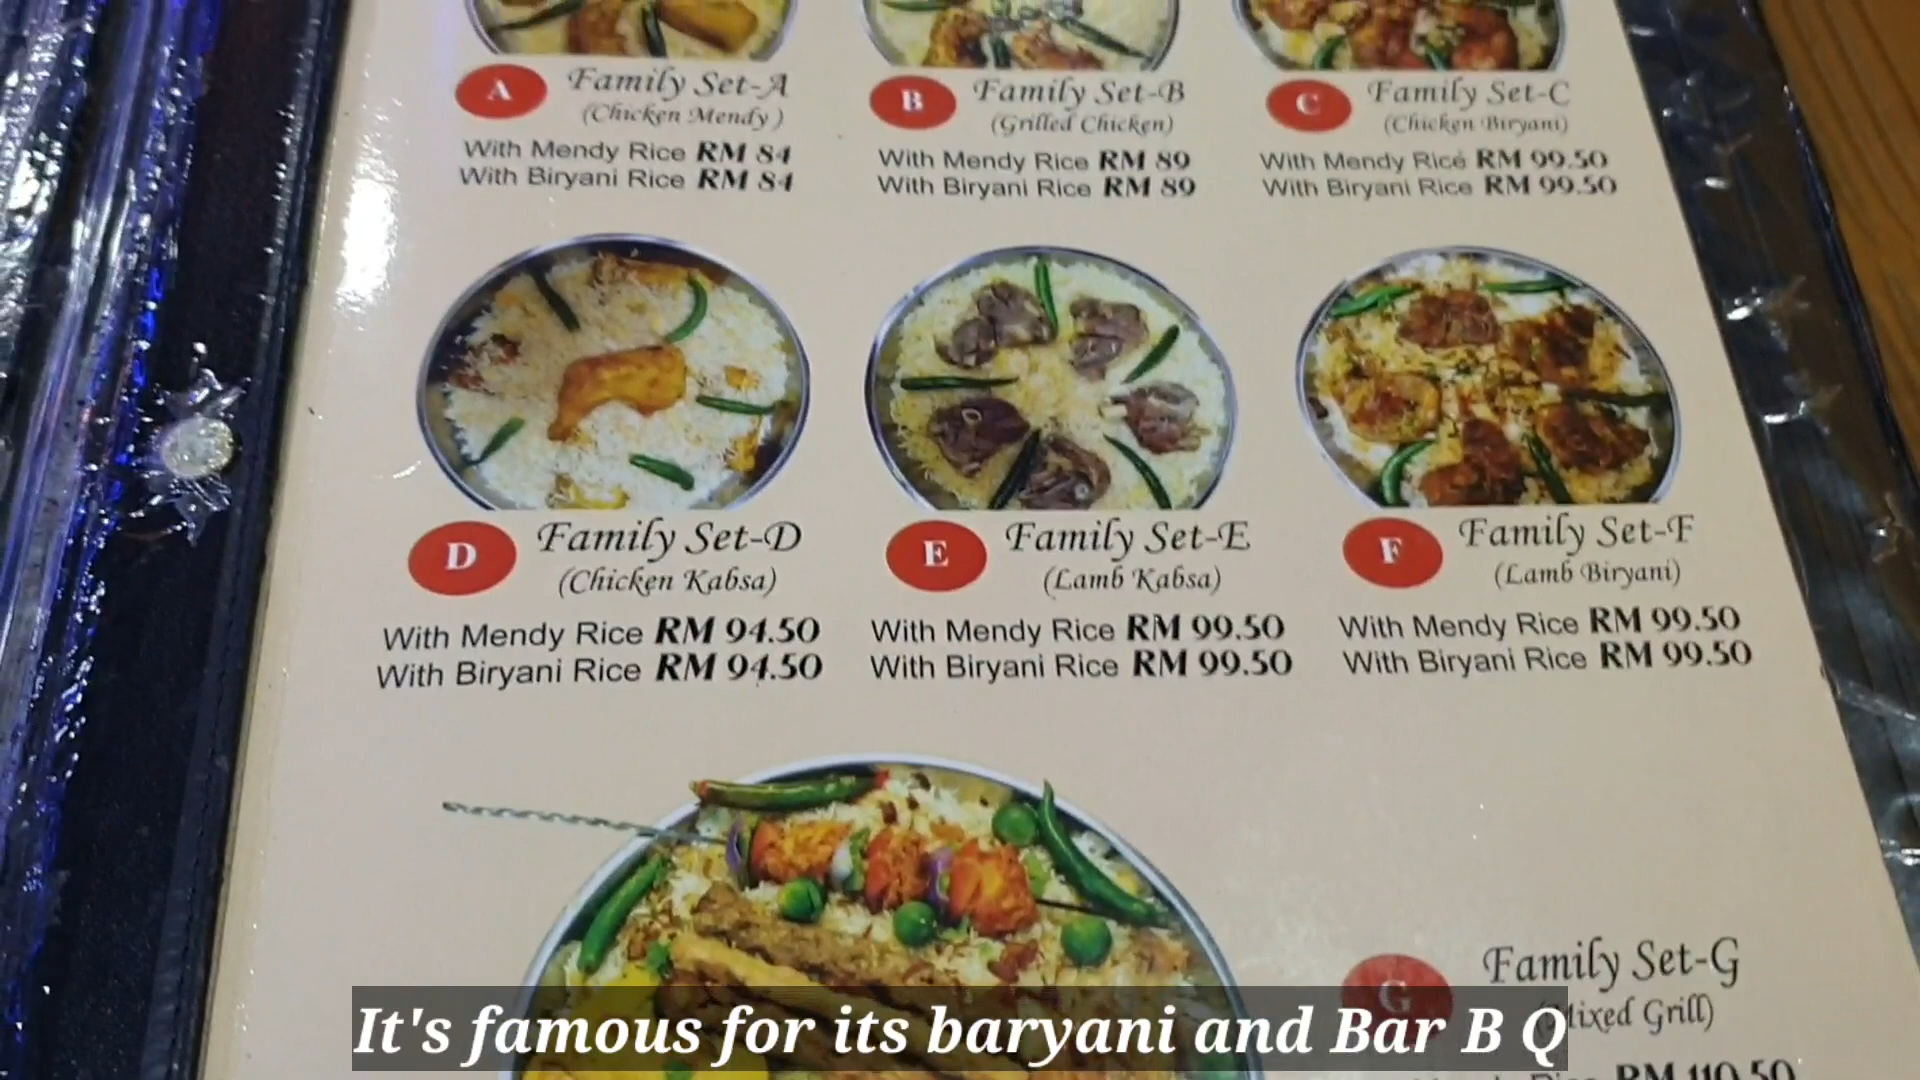 A Family Set-A
(Chicken Mendy)
With Mendy Rice RM 84
With Biryani Rice RM 84
B Family Set-B
(Grilled Chicken)
With Mendy Rice RM 89
With Biryani Rice RM 89
C Family Set-C
(Chicken Biryani)
With Mendy Rice RM 99.50
With Biryani Rice RM 99.50
D Family Set-D
(Chicken Kabsa)
With Mendy Rice RM 94.50
With Biryani Rice RM 94.50
E Family Set-E
(Lamb Kabsa)
With Mendy Rice RM 99.50
With Biryani Rice RM 99.50
F Family Set-F
(Lamb Biryani)
With Mendy Rice RM 99.50
With Biryani Rice RM 99.50
G Family Set-G
(Mixed Grill)
RM 110.50
It's famous for its baryani and Bar B Q